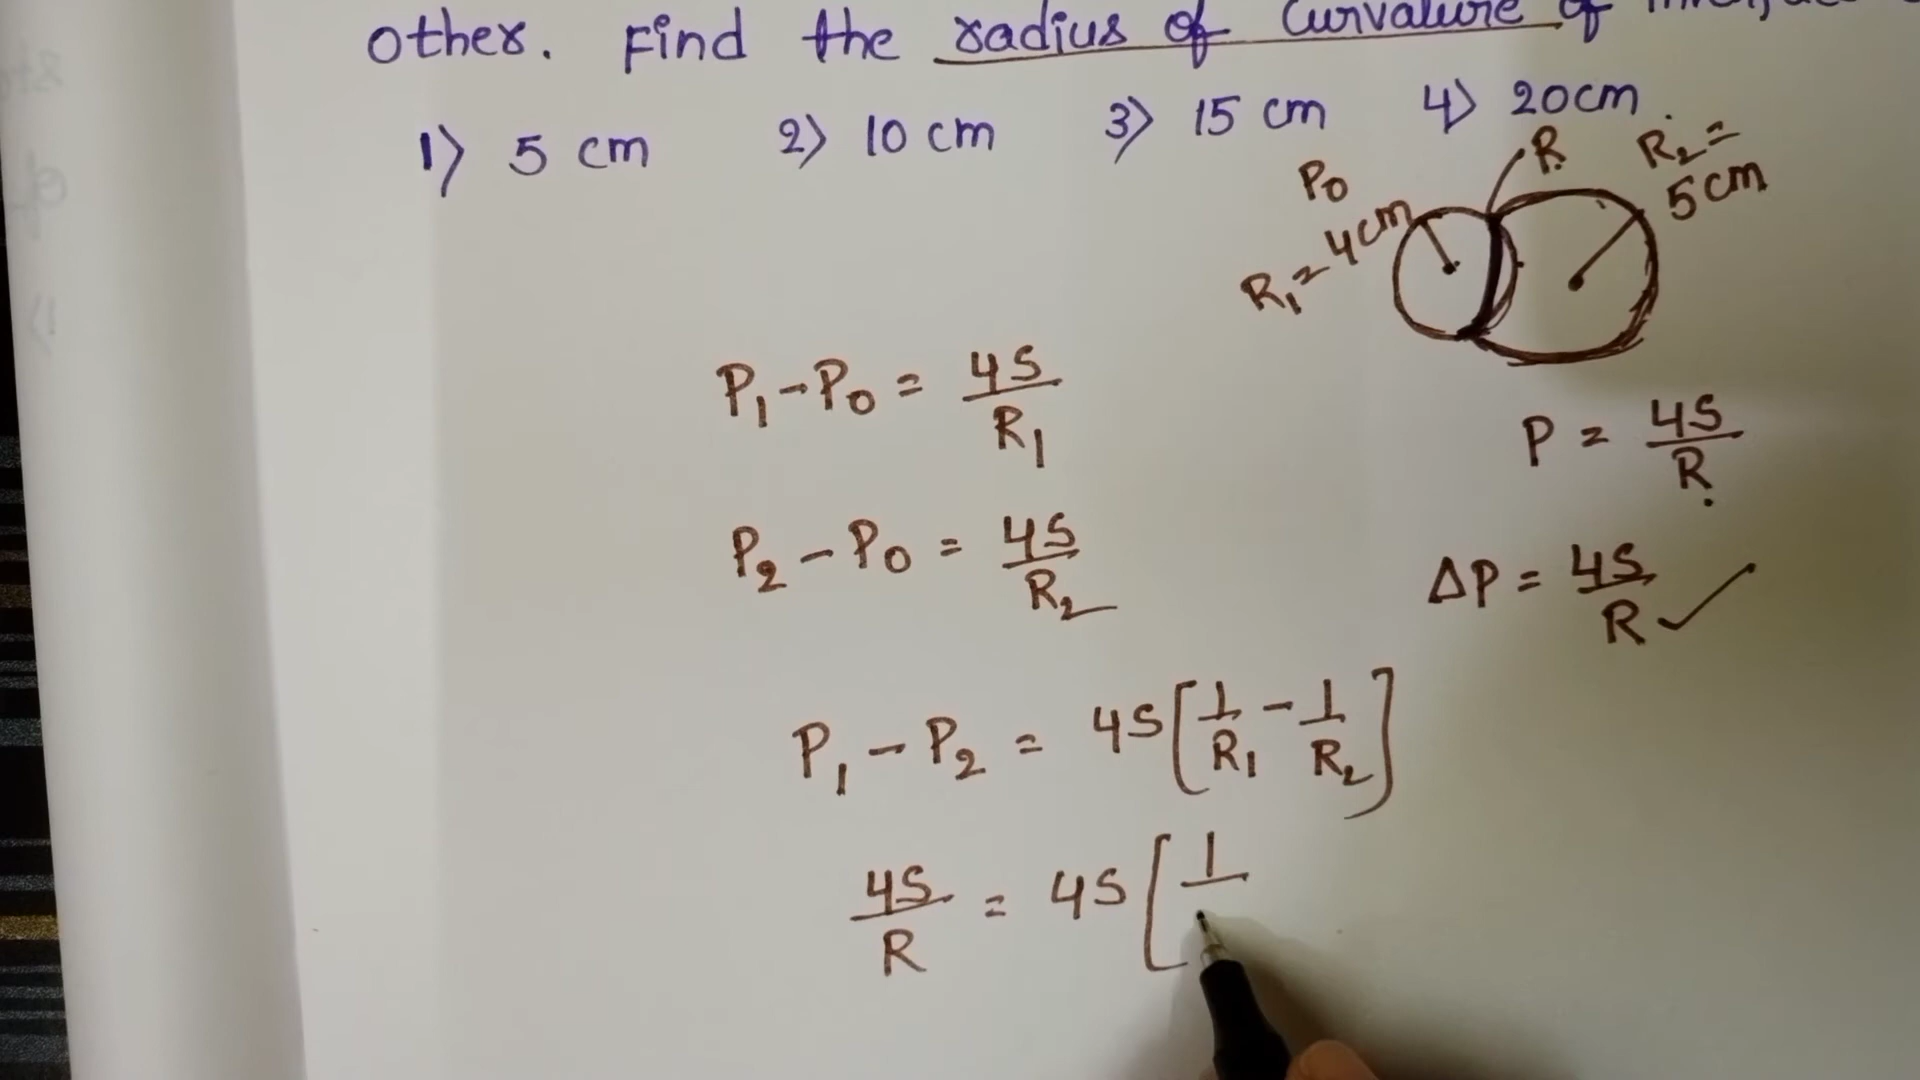 other. Find the radius of Curvature of
1) 5 cm 2) 10 cm 3) 15 cm 4) 20cm
R
R₂ = 5cm
P₀
R₁ = 4cm
P₁ - P₀ = 4S/R₁
P = 4S/R
P₂ - P₀ = 4S/R₂
ΔP = 4S/R ✓
P₁ - P₂ = 4S[1/R₁ - 1/R₂]
4S/R = 4S[1/